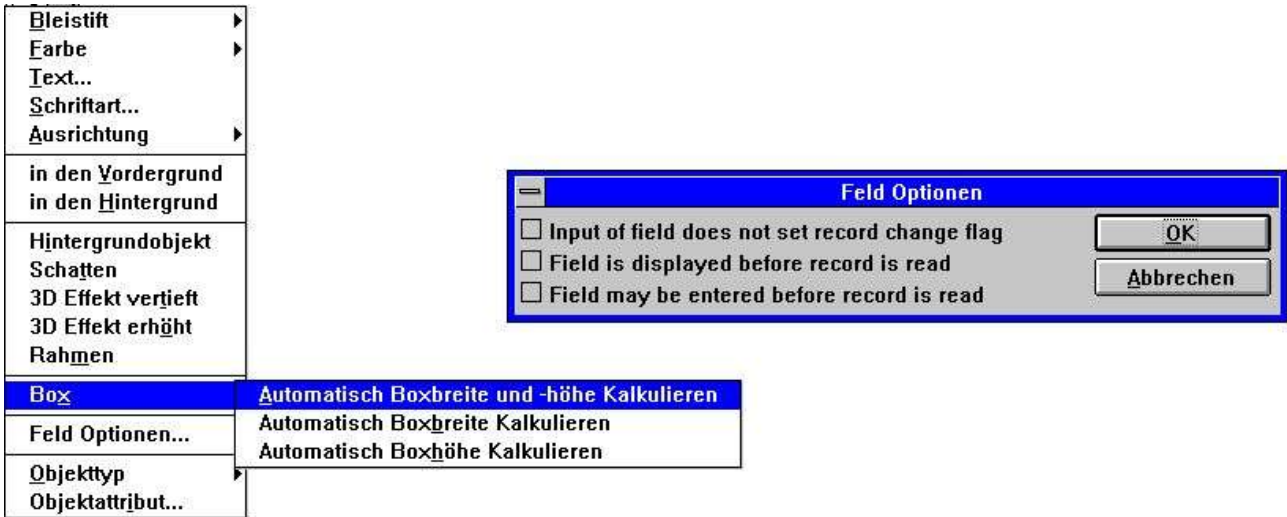 Bleistift
Farbe
Text...
Schriftart...
Ausrichtung
in den Vordergrund
in den Hintergrund
Hintergrundobjekt
Schatten
3D Effekt vertieft
3D Effekt erhöht
Rahmen
Box
Feld Optionen...
Objekttyp
Objektattribut...
Automatisch Boxbreite und -höhe Kalkulieren
Automatisch Boxbreite Kalkulieren
Automatisch Boxhöhe Kalkulieren
Feld Optionen
Input of field does not set record change flag
Field is displayed before record is read
Field may be entered before record is read
OK
Abbrechen